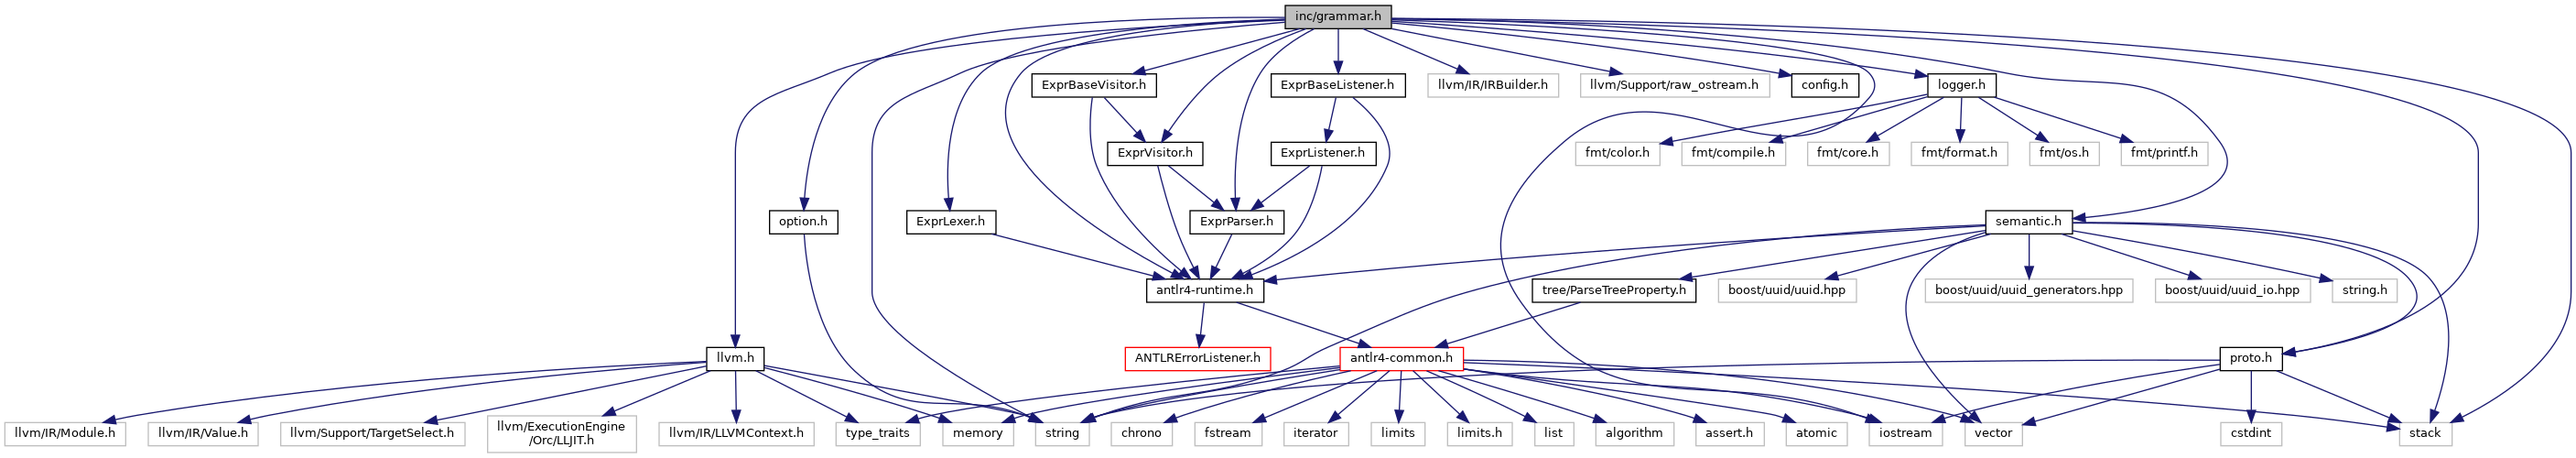 inc/grammar.h
ExprBaseVisitor.h
ExprBaseListener.h
llvm/IR/IRBuilder.h
llvm/Support/raw_ostream.h
config.h
logger.h
ExprVisitor.h
ExprListener.h
fmt/color.h
fmt/compile.h
fmt/core.h
fmt/format.h
fmt/os.h
fmt/printf.h
option.h
ExprLexer.h
ExprParser.h
semantic.h
antlr4-runtime.h
tree/ParseTreeProperty.h
boost/uuid/uuid.hpp
boost/uuid/uuid_generators.hpp
boost/uuid/uuid_io.hpp
string.h
llvm.h
ANTLRErrorListener.h
antlr4-common.h
proto.h
llvm/IR/Module.h
llvm/IR/Value.h
llvm/Support/TargetSelect.h
llvm/ExecutionEngine
/Orc/LLJIT.h
llvm/IR/LLVMContext.h
type_traits
memory
string
chrono
fstream
iterator
limits
limits.h
list
algorithm
assert.h
atomic
iostream
vector
cstdint
stack